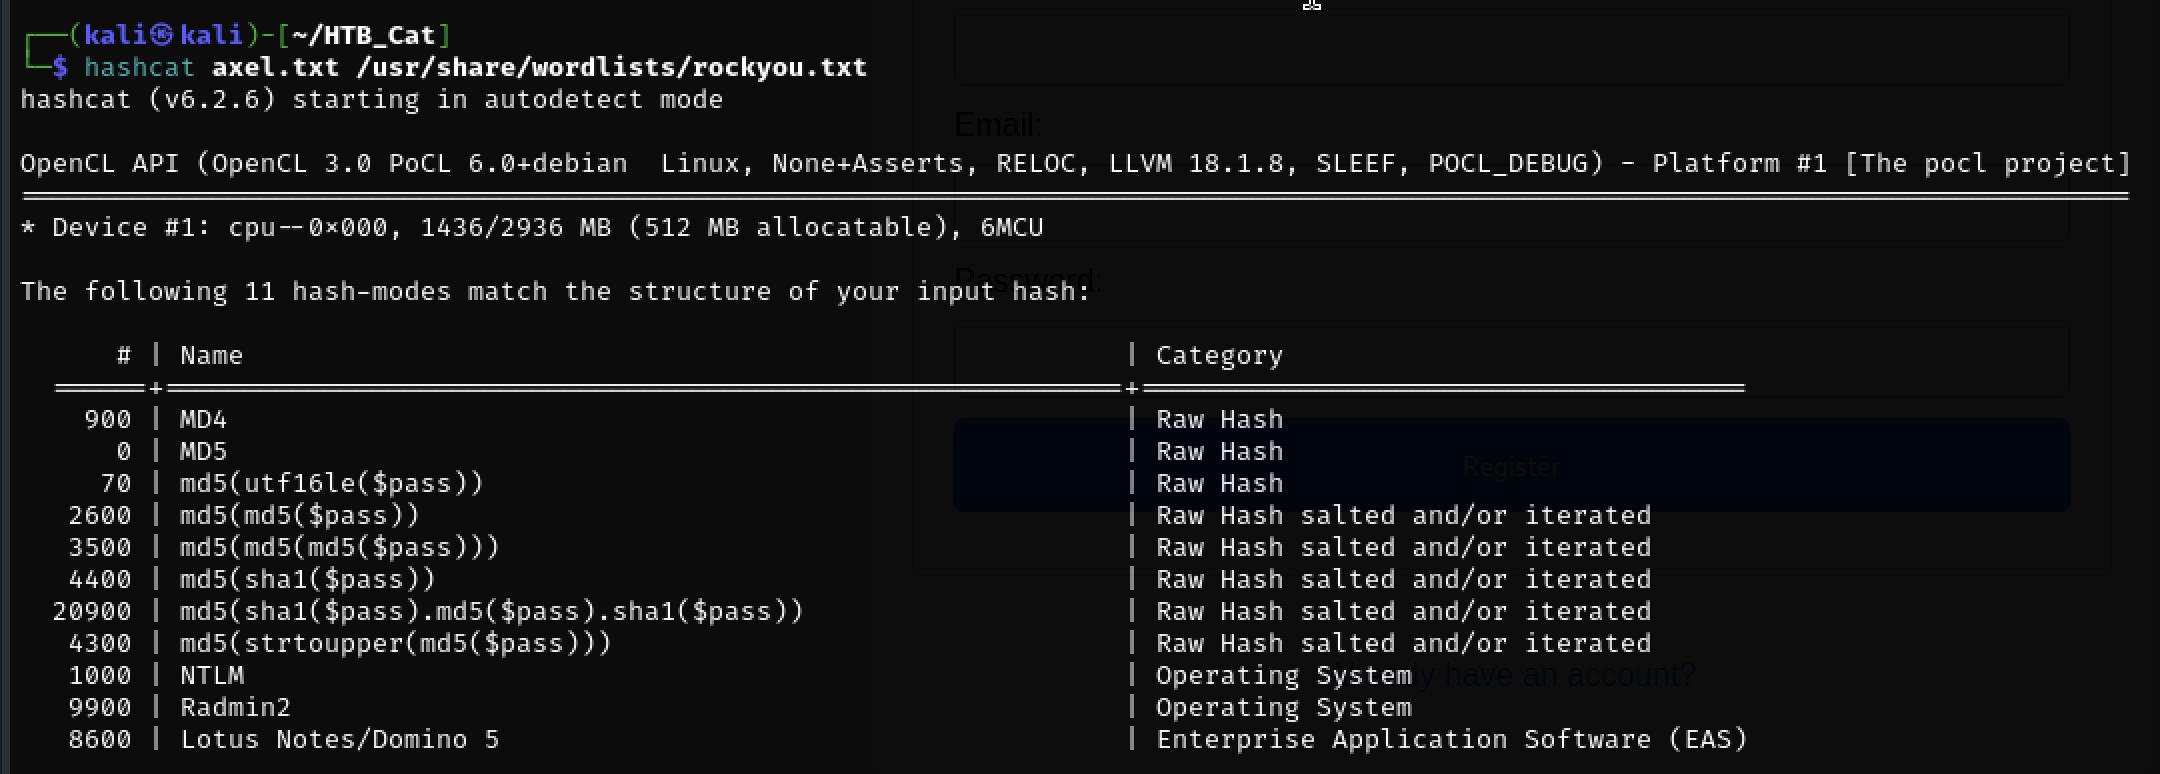 ┌──(kali㉿kali)-[~/HTB_Cat]
└─$ hashcat axel.txt /usr/share/wordlists/rockyou.txt
hashcat (v6.2.6) starting in autodetect mode
Email:
OpenCL API (OpenCL 3.0 PoCL 6.0+debian  Linux, None+Asserts, RELOC, LLVM 18.1.8, SLEEF, POCL_DEBUG) - Platform #1 [The pocl project]
* Device #1: cpu--0×000, 1436/2936 MB (512 MB allocatable), 6MCU
Password:
The following 11 hash-modes match the structure of your input hash:
# | Name | Category
900 | MD4 | Raw Hash
0 | MD5 | Raw Hash
Register
70 | md5(utf16le($pass)) | Raw Hash
2600 | md5(md5($pass)) | Raw Hash salted and/or iterated
3500 | md5(md5(md5($pass))) | Raw Hash salted and/or iterated
4400 | md5(sha1($pass)) | Raw Hash salted and/or iterated
20900 | md5(sha1($pass).md5($pass).sha1($pass)) | Raw Hash salted and/or iterated
4300 | md5(strtoupper(md5($pass))) | Raw Hash salted and/or iterated
1000 | NTLM | Operating System
have an account?
9900 | Radmin2 | Operating System
8600 | Lotus Notes/Domino 5 | Enterprise Application Software (EAS)